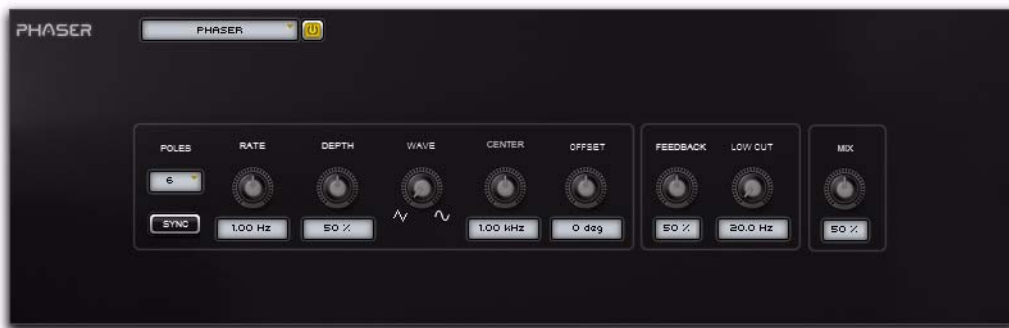 PHASER
PHASER
POLES RATE DEPTH WAVE CENTER OFFSET FEEDBACK LOW CUT MIX
6
SYNC 1.00 Hz 50 % 1.00 kHz 0 deg 50 % 20.0 Hz 50 %